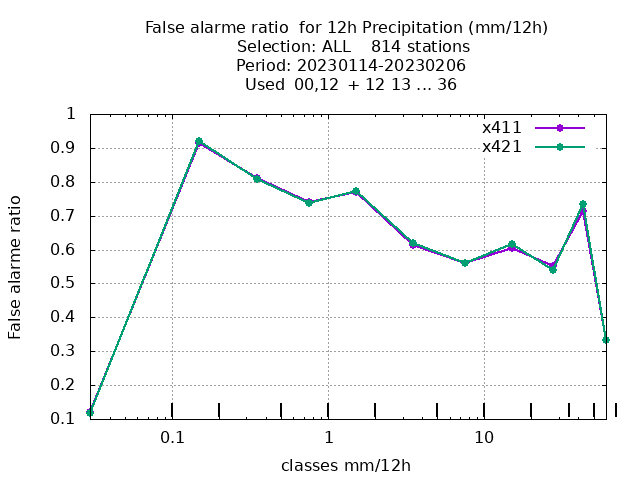 False alarme ratio  for 12h Precipitation (mm/12h)
Selection: ALL    814 stations
Period: 20230114-20230206
Used  00,12  + 12 13 ... 36
x411
x421
1
0.9
0.8
0.7
0.6
0.5
0.4
0.3
0.2
0.1
False alarme ratio
0.1
1
10
classes mm/12h